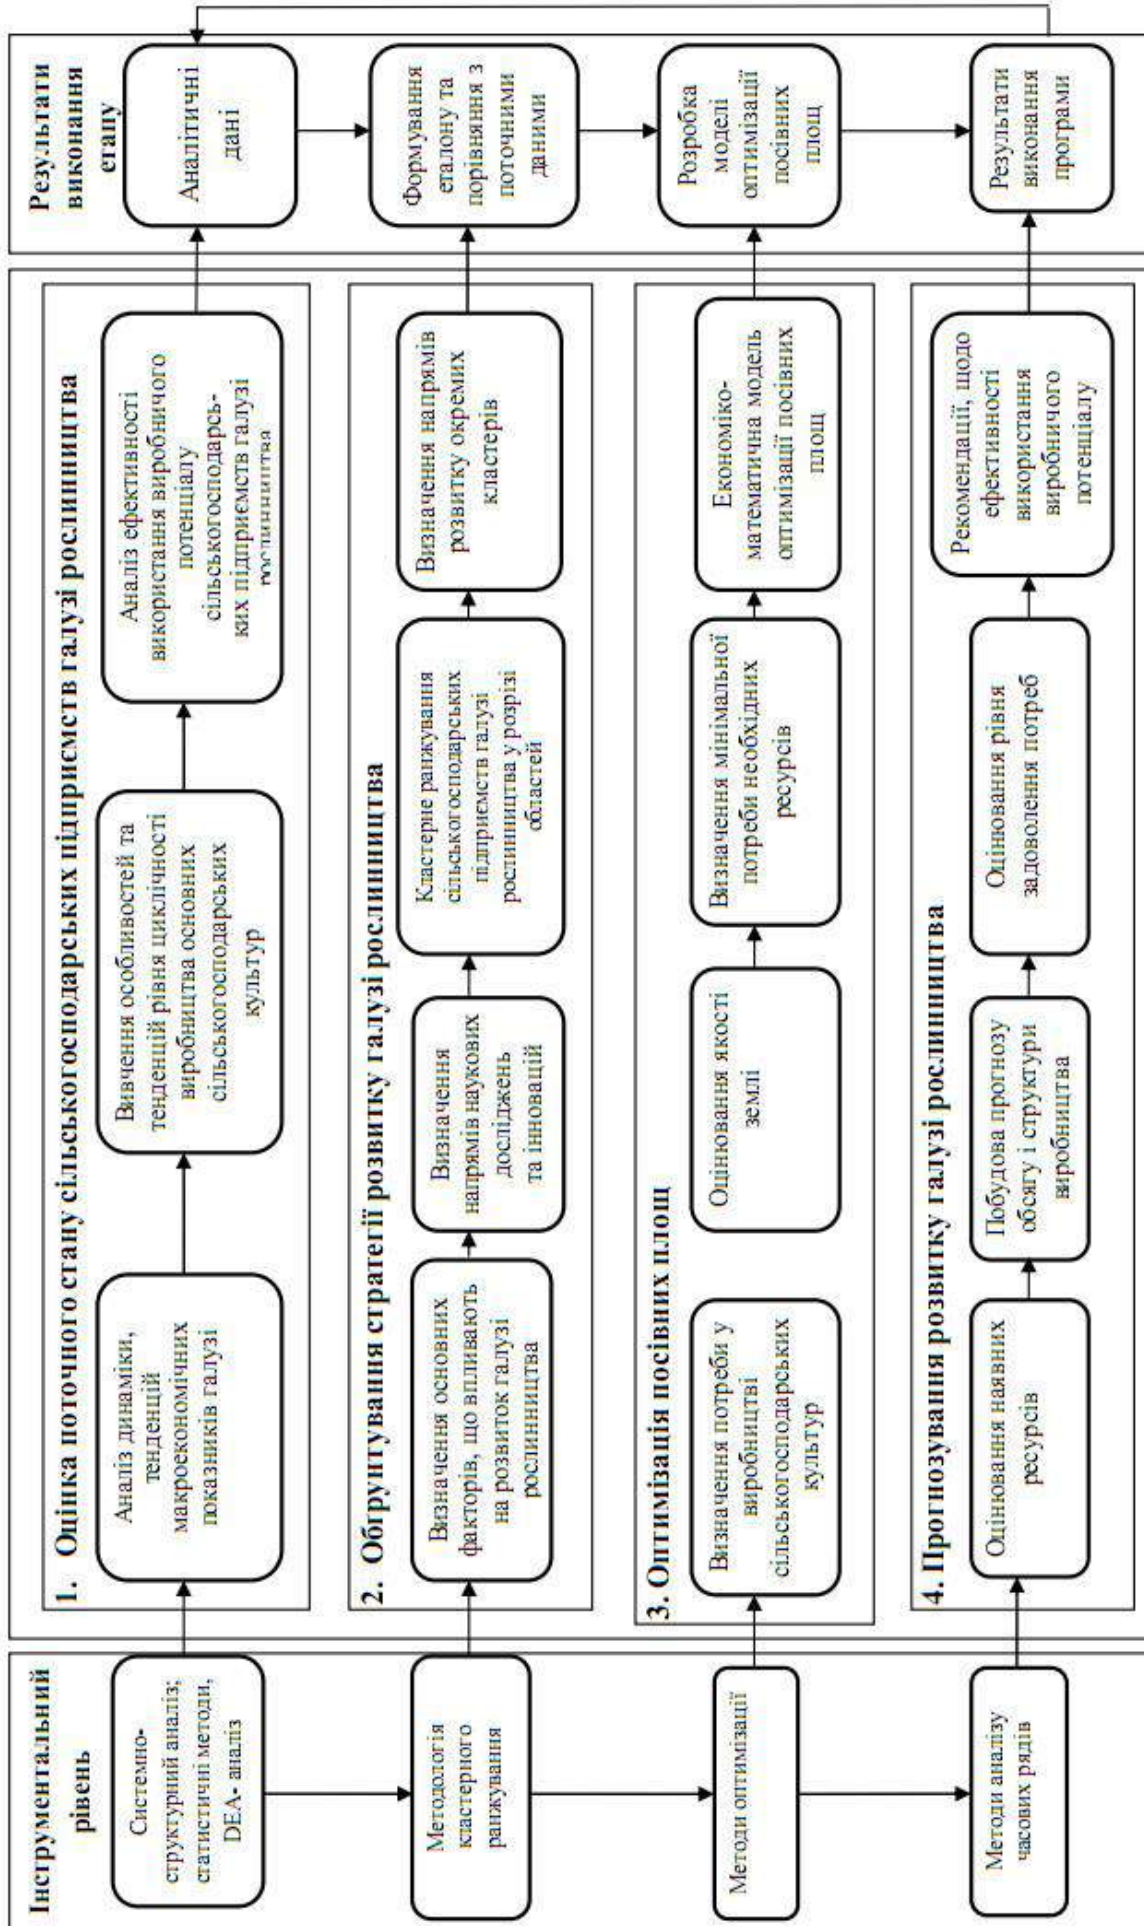 Інструментальний
рівень
Системно-
структурний аналіз;
статистичні методи,
DEA- аналіз
Методологія
кластерного
ранжування
Методи оптимізації
Методи аналізу
часових рядів
1. Оцінка поточного стану сільськогосподарських підприємств галузі рослинництва
Аналіз динаміки,
тенденцій
макроекономічних
показників галузі
Вивчення особливостей та
тенденцій рівня циклічності
виробництва основних
сільськогосподарських
культур
Аналіз ефективності
використання виробничого
потенціалу
сільськогосподарсь-
ких підприємств галузі
рослинництва
2. Обґрунтування стратегії розвитку галузі рослинництва
Визначення основних
факторів, що впливають
на розвиток галузі
рослинництва
Визначення
напрямів наукових
досліджень
та інновацій
Кластерне ранжування
сільськогосподарських
підприємств галузі
рослинництва у розрізі
областей
Визначення напрямів
розвитку окремих
кластерів
3. Оптимізація посівних площ
Визначення потреби у
виробництві
сільськогосподарських
культур
Оцінювання якості
землі
Визначення мінімальної
потреби необхідних
ресурсів
Економіко-
математична модель
оптимізації посівних
площ
4. Прогнозування розвитку галузі рослинництва
Оцінювання наявних
ресурсів
Побудова прогнозу
обсягу і структури
виробництва
Оцінювання рівня
задоволення потреб
Рекомендації, щодо
ефективності
використання
виробничого
потенціалу
Результати
виконання
етапу
Аналітичні
дані
Формування
еталону та
порівняння з
поточними
даними
Розробка
моделі
оптимізації
посівних
площ
Результати
виконання
програми